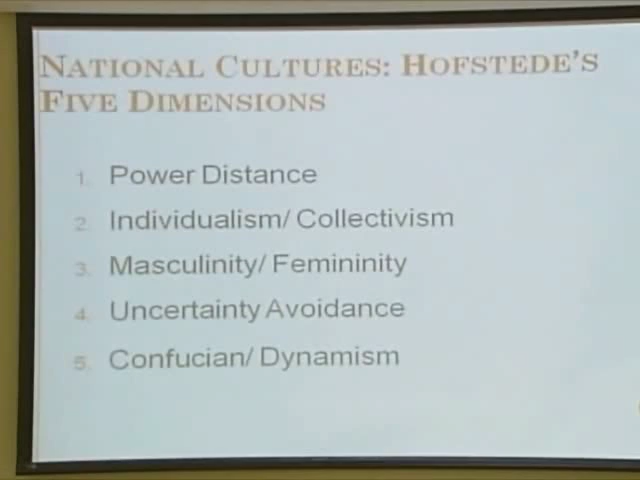 National Cultures: Hofstede's
Five Dimensions
1. Power Distance
2. Individualism/ Collectivism
3. Masculinity/ Femininity
4. Uncertainty Avoidance
5. Confucian/ Dynamism